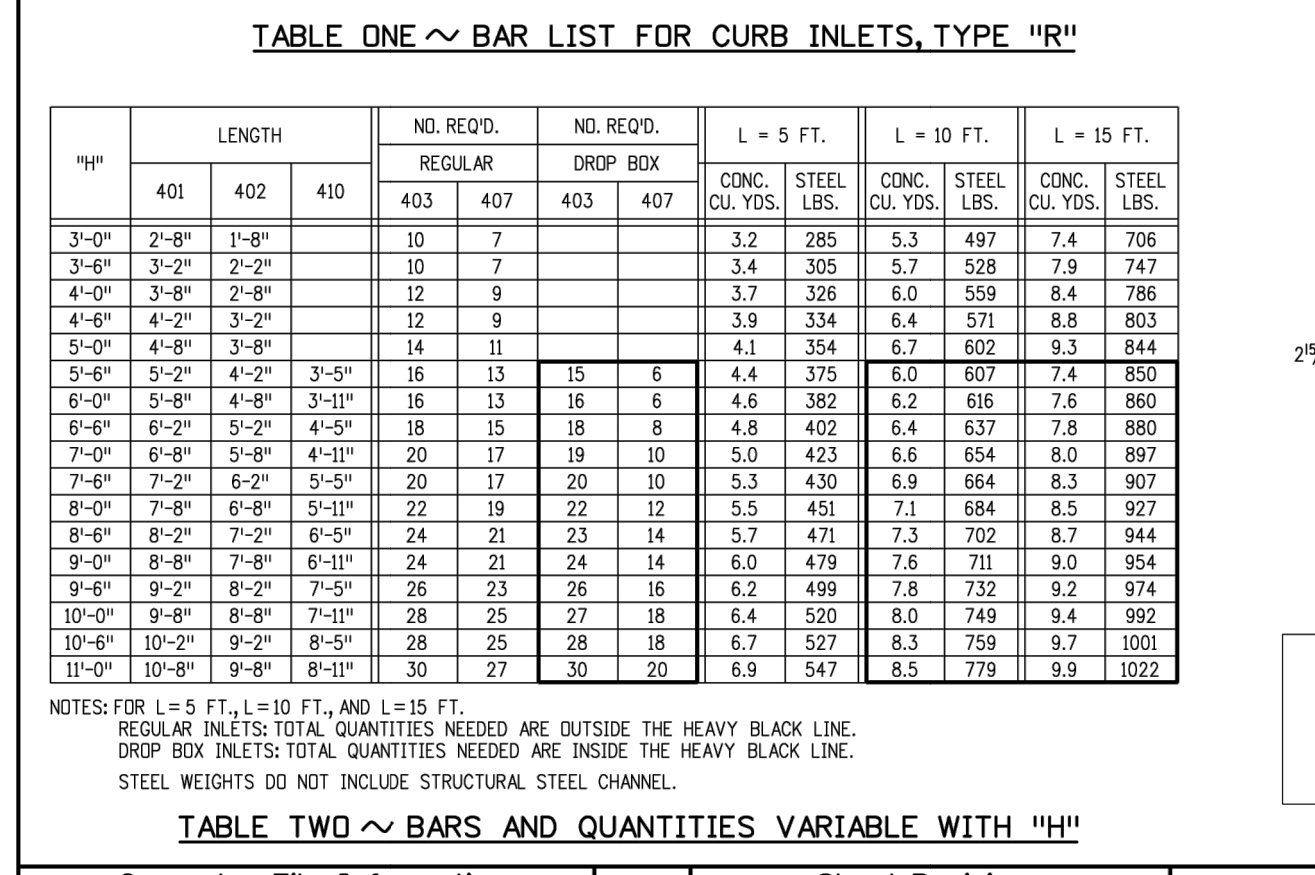 TABLE ONE ~ BAR LIST FOR CURB INLETS, TYPE "R"
"H" LENGTH NO. REQ'D. NO. REQ'D. L = 5 FT. L = 10 FT. L = 15 FT.
REGULAR DROP BOX
401 402 410 403 407 403 407 CONC. CU. YDS. STEEL LBS. CONC. CU. YDS. STEEL LBS. CONC. CU. YDS. STEEL LBS.
3'-0" 2'-8" 1'-8" 10 7 3.2 285 5.3 497 7.4 706
3'-6" 3'-2" 2'-2" 10 7 3.4 305 5.7 528 7.9 747
4'-0" 3'-8" 2'-8" 12 9 3.7 326 6.0 559 8.4 786
4'-6" 4'-2" 3'-2" 12 9 3.9 334 6.4 571 8.8 803
5'-0" 4'-8" 3'-8" 14 11 4.1 354 6.7 602 9.3 844
5'-6" 5'-2" 4'-2" 3'-5" 16 13 15 6 4.4 375 6.0 607 7.4 850
6'-0" 5'-8" 4'-8" 3'-11" 16 13 16 6 4.6 382 6.2 616 7.6 860
6'-6" 6'-2" 5'-2" 4'-5" 18 15 18 8 4.8 402 6.4 637 7.8 880
7'-0" 6'-8" 5'-8" 4'-11" 20 17 19 10 5.0 423 6.6 654 8.0 897
7'-6" 7'-2" 6-2" 5'-5" 20 17 20 10 5.3 430 6.9 664 8.3 907
8'-0" 7'-8" 6'-8" 5'-11" 22 19 22 12 5.5 451 7.1 684 8.5 927
8'-6" 8'-2" 7'-2" 6'-5" 24 21 23 14 5.7 471 7.3 702 8.7 944
9'-0" 8'-8" 7'-8" 6'-11" 24 21 24 14 6.0 479 7.6 711 9.0 954
9'-6" 9'-2" 8'-2" 7'-5" 26 23 26 16 6.2 499 7.8 732 9.2 974
10'-0" 9'-8" 8'-8" 7'-11" 28 25 27 18 6.4 520 8.0 749 9.4 992
10'-6" 10'-2" 9'-2" 8'-5" 28 25 28 18 6.7 527 8.3 759 9.7 1001
11'-0" 10'-8" 9'-8" 8'-11" 30 27 30 20 6.9 547 8.5 779 9.9 1022
NOTES: FOR L = 5 FT., L = 10 FT., AND L = 15 FT.
REGULAR INLETS: TOTAL QUANTITIES NEEDED ARE OUTSIDE THE HEAVY BLACK LINE.
DROP BOX INLETS: TOTAL QUANTITIES NEEDED ARE INSIDE THE HEAVY BLACK LINE.
STEEL WEIGHTS DO NOT INCLUDE STRUCTURAL STEEL CHANNEL.
TABLE TWO ~ BARS AND QUANTITIES VARIABLE WITH "H"